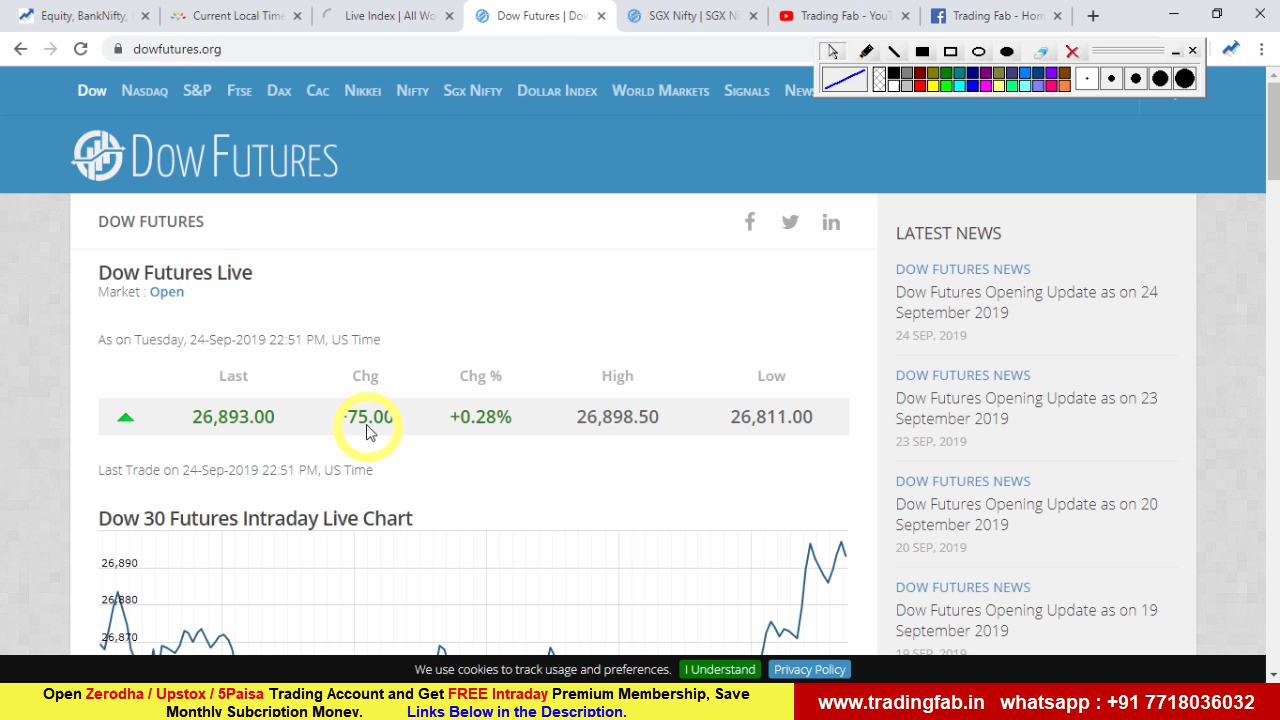 Equity, BankNifty,
Current Local Time
Live Index | All Wo
Dow Futures | Dow
SGX Nifty | SGX N
Trading Fab - YouT
Trading Fab - Hom
dowfutures.org
Dow Nasdaq S&P Ftse Dax Cac Nikkei Nifty Sgx Nifty Dollar Index World Markets Signals News
Dow Futures
DOW FUTURES
Dow Futures Live
Market : Open
As on Tuesday, 24-Sep-2019 22:51 PM, US Time
Last Chg Chg % High Low
26,893.00 +75.00 +0.28% 26,898.50 26,811.00
Last Trade on 24-Sep-2019 22:51 PM, US Time
Dow 30 Futures Intraday Live Chart
26,890
26,880
26,870
LATEST NEWS
DOW FUTURES NEWS
Dow Futures Opening Update as on 24
September 2019
24 SEP, 2019
DOW FUTURES NEWS
Dow Futures Opening Update as on 23
September 2019
23 SEP, 2019
DOW FUTURES NEWS
Dow Futures Opening Update as on 20
September 2019
20 SEP, 2019
DOW FUTURES NEWS
Dow Futures Opening Update as on 19
September 2019
19 SEP, 2019
We use cookies to track usage and preferences. I Understand Privacy Policy
Open Zerodha / Upstox / 5Paisa Trading Account and Get FREE Intraday Premium Membership, Save
Monthly Subcription Money. Links Below in the Description.
www.tradingfab.in whatsapp : +91 7718036032